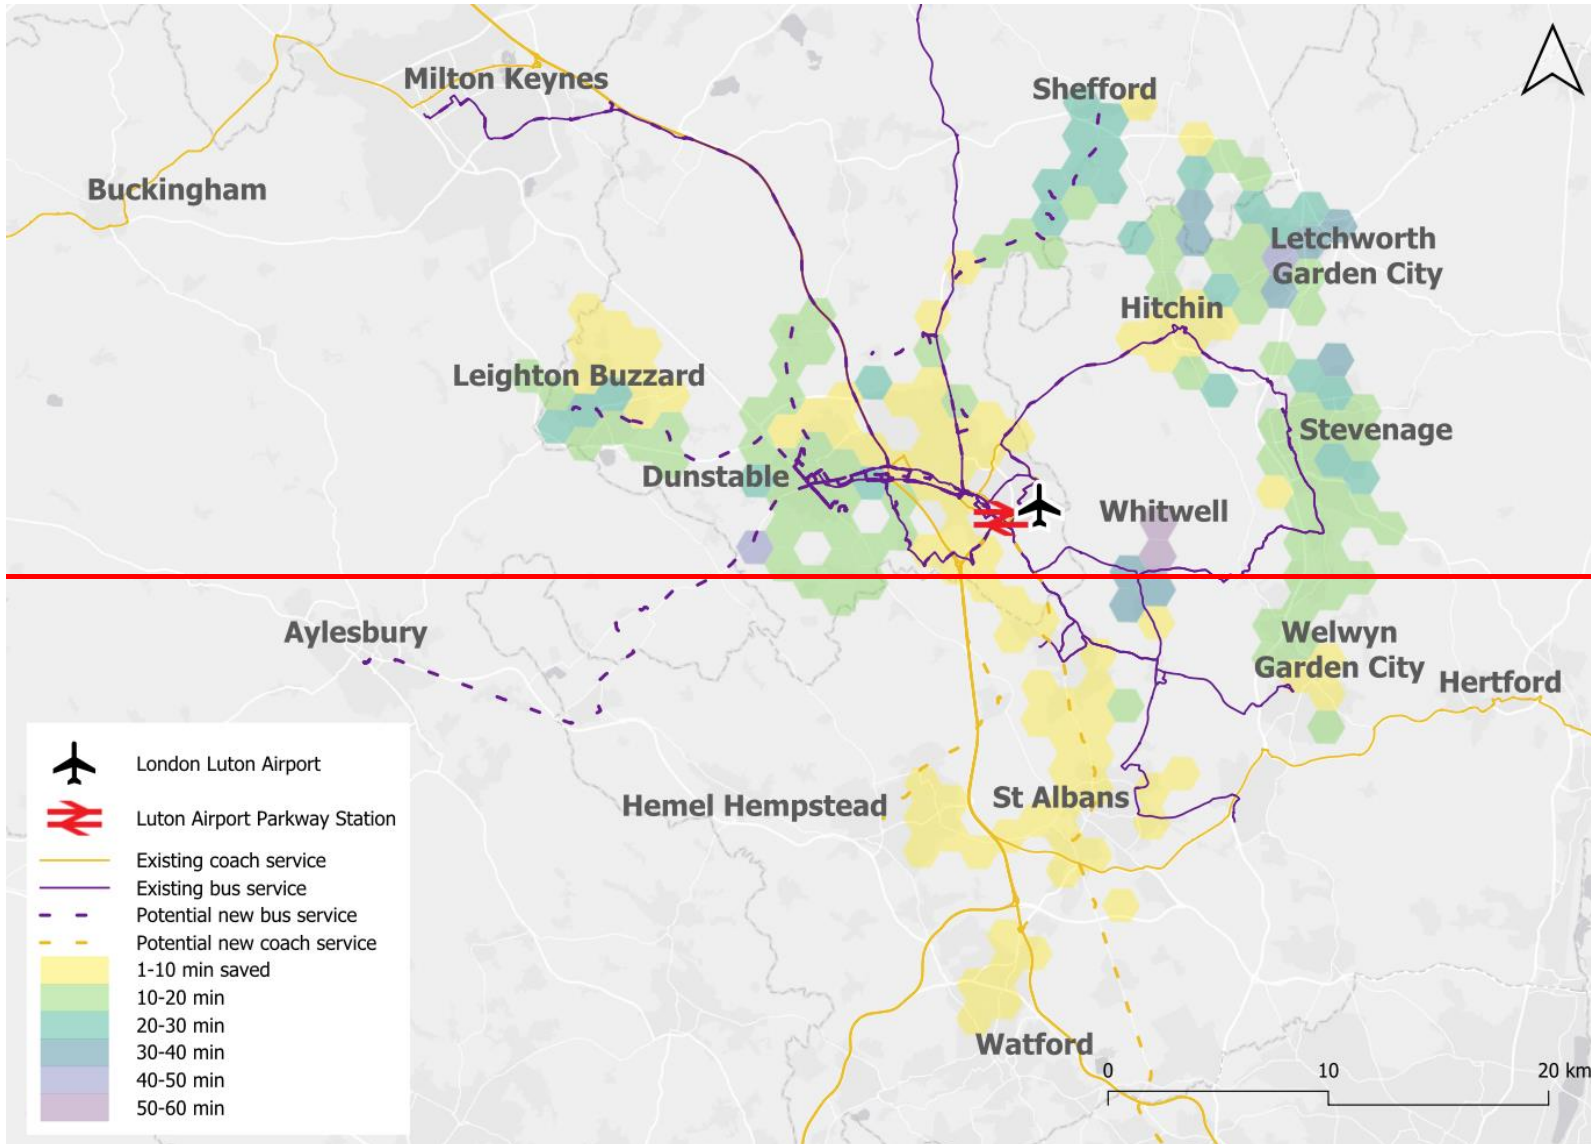 Milton Keynes
Shefford
Buckingham
Letchworth
Garden City
Hitchin
Leighton Buzzard
Stevenage
Dunstable
Whitwell
Aylesbury
Welwyn
Garden City
Hertford
Hemel Hempstead
St Albans
Watford
London Luton Airport
Luton Airport Parkway Station
Existing coach service
Existing bus service
Potential new bus service
Potential new coach service
1-10 min saved
10-20 min
20-30 min
30-40 min
40-50 min
50-60 min
0 10 20 km